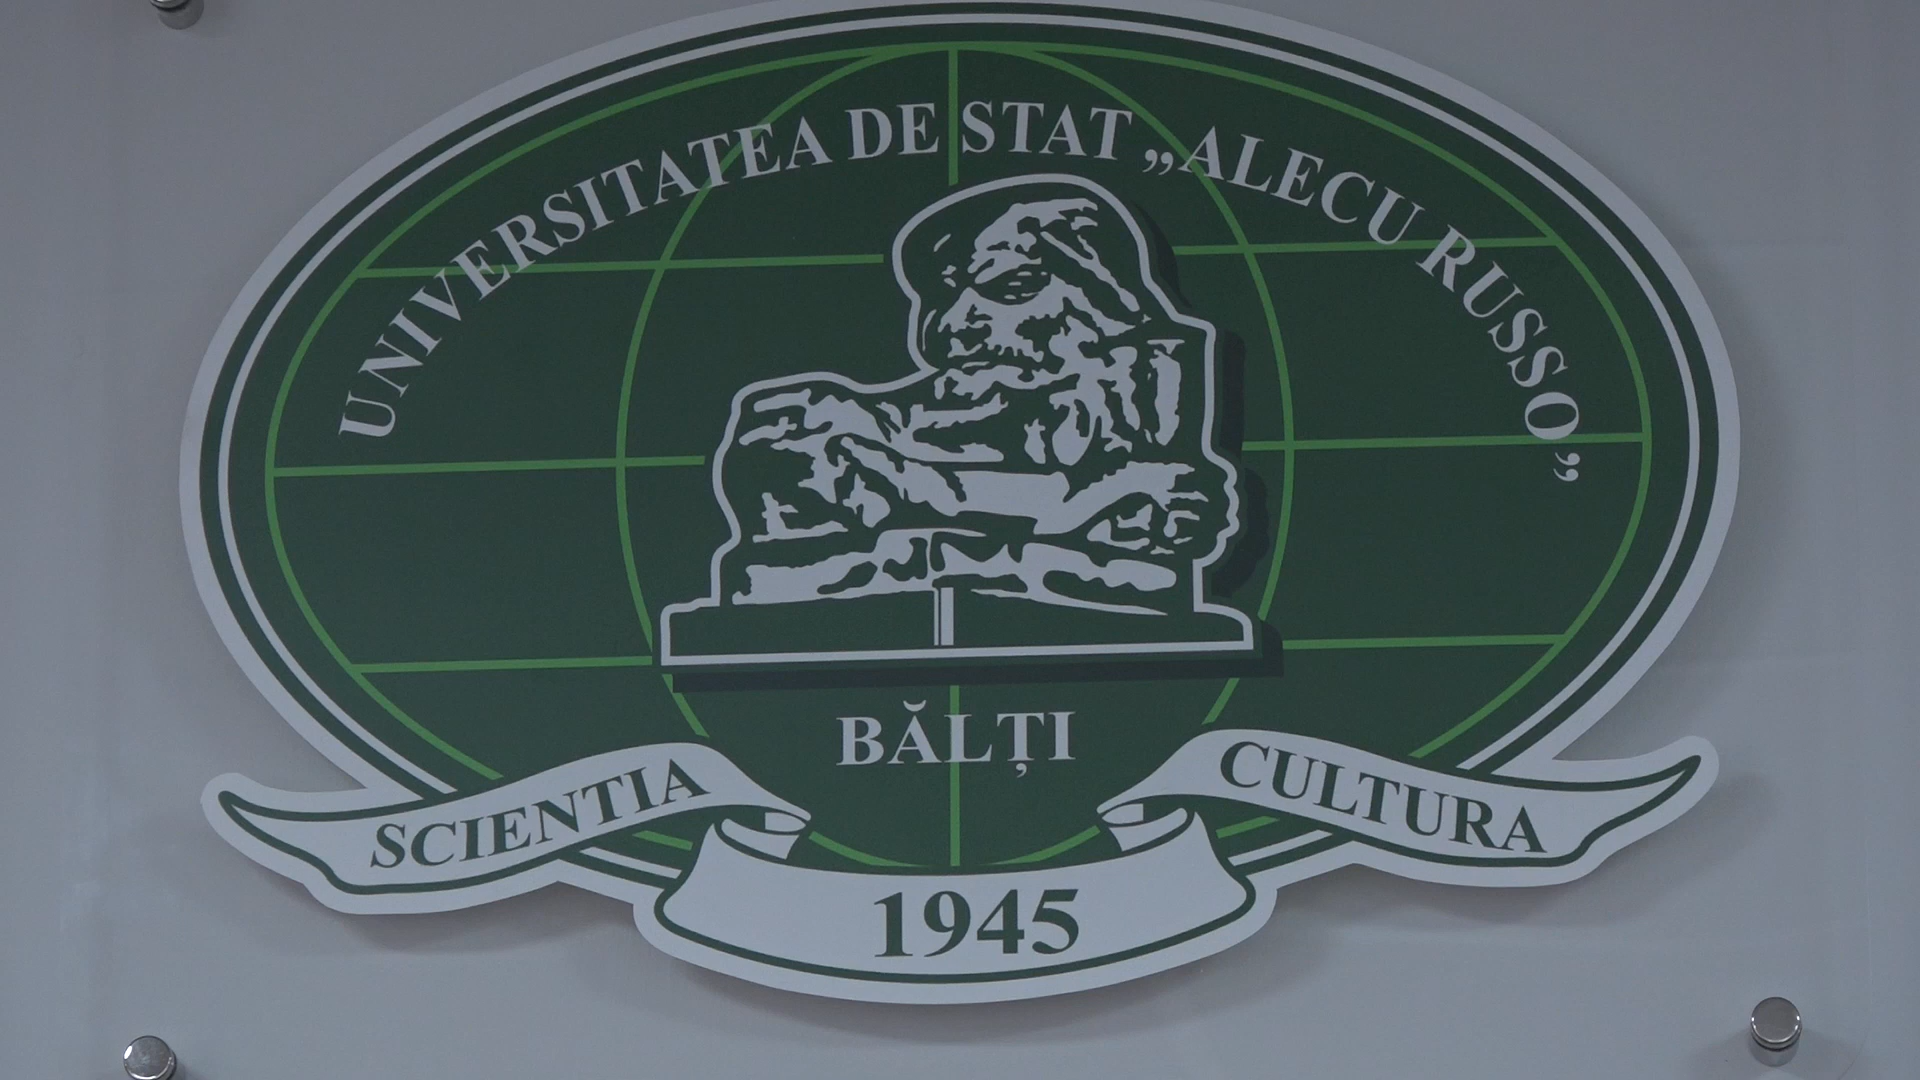 UNIVERSITATEA DE STAT „ALECU RUSSO”
BĂLȚI
SCIENTIA
CULTURA
1945